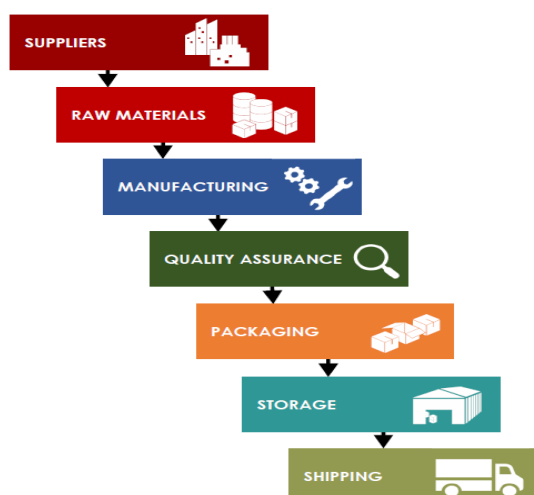 SUPPLIERS
RAW MATERIALS
MANUFACTURING
QUALITY ASSURANCE
PACKAGING
STORAGE
SHIPPING